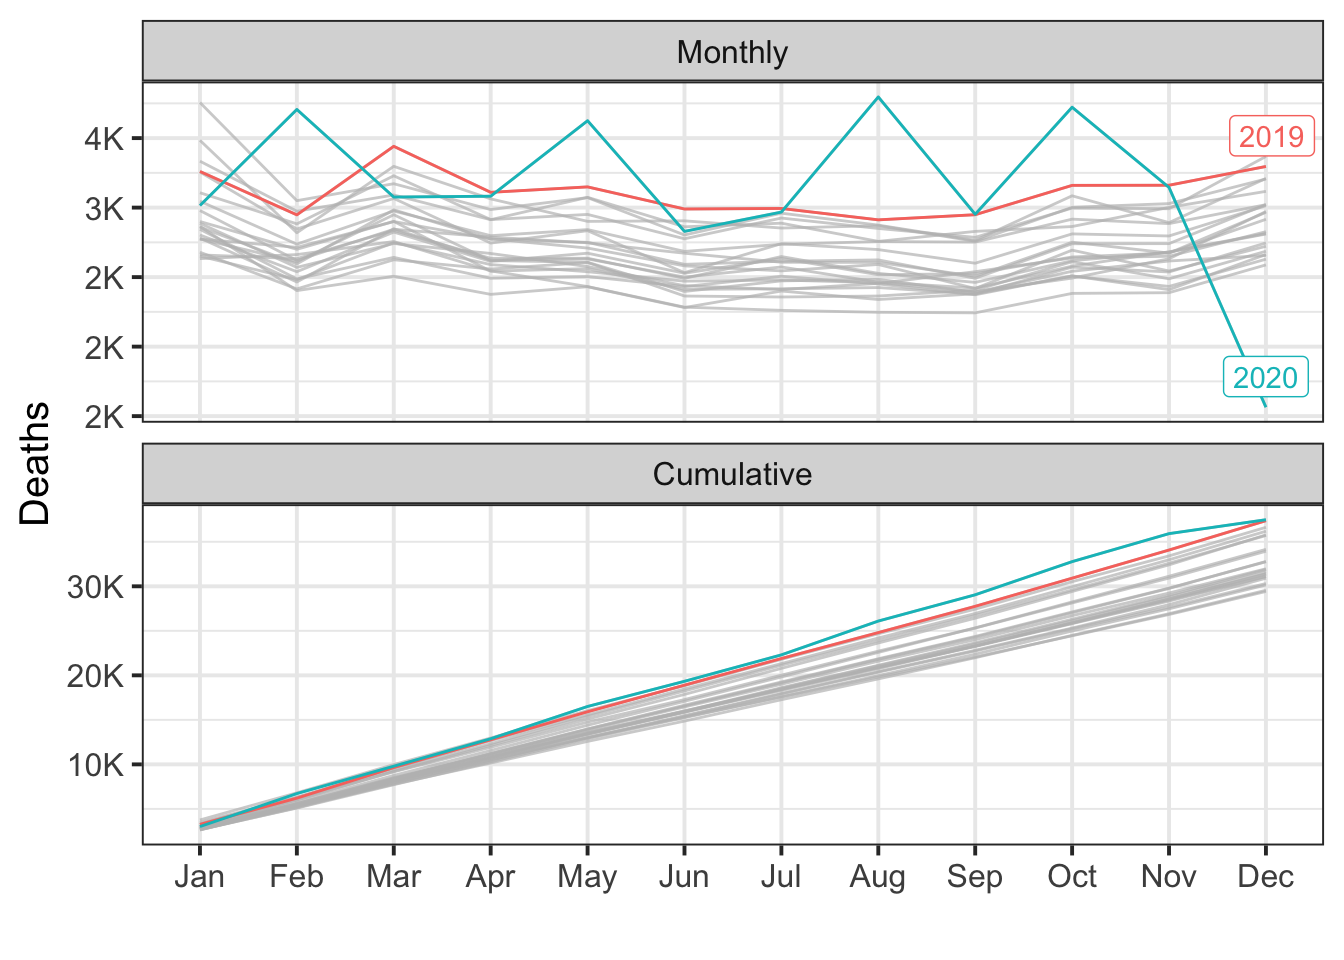 Monthly
4K
3K
2K
2K
2K
2019
2020
Deaths
Cumulative
30K
20K
10K
Jan Feb Mar Apr May Jun Jul Aug Sep Oct Nov Dec